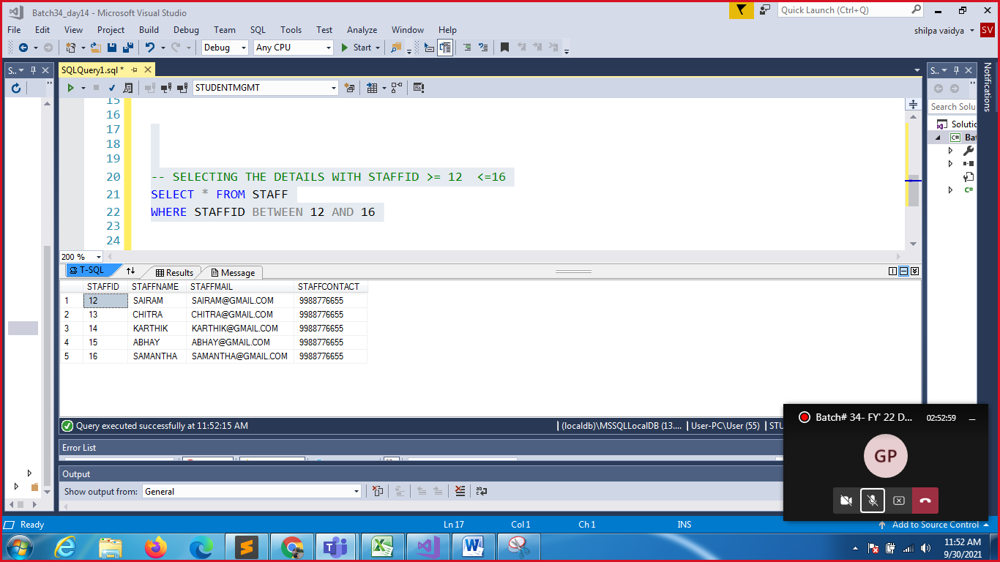 Batch34_day14 - Microsoft Visual Studio
Quick Launch (Ctrl+Q)
File Edit View Project Build Debug Team SQL Tools Test Analyze Window Help
shilpa vaidya SV
Debug Any CPU Start
S.. SQLQuery1.sql * S..
Notifications
STUDENTMGMT
Search Solu
Solutic
Ba
15
16
17
18
19
20 -- SELECTING THE DETAILS WITH STAFFID >= 12  <=16
21 SELECT * FROM STAFF
22 WHERE STAFFID BETWEEN 12 AND 16
23
24
200 %
T-SQL Results Message
STAFFID STAFFNAME STAFFMAIL STAFFCONTACT
1 12 SAIRAM SAIRAM@GMAIL.COM 9988776655
2 13 CHITRA CHITRA@GMAIL.COM 9988776655
3 14 KARTHIK KARTHIK@GMAIL.COM 9988776655
4 15 ABHAY ABHAY@GMAIL.COM 9988776655
5 16 SAMANTHA SAMANTHA@GMAIL.COM 9988776655
Query executed successfully at 11:52:15 AM (localdb)\MSSQLLocalDB (13.... User-PC\User (55) STU
Batch# 34- FY' 22 D... 02:52:59
GP
Error List
Output
Show output from: General
Ready Ln 17 Col 1 Ch 1 INS Add to Source Control
11:52 AM
9/30/2021